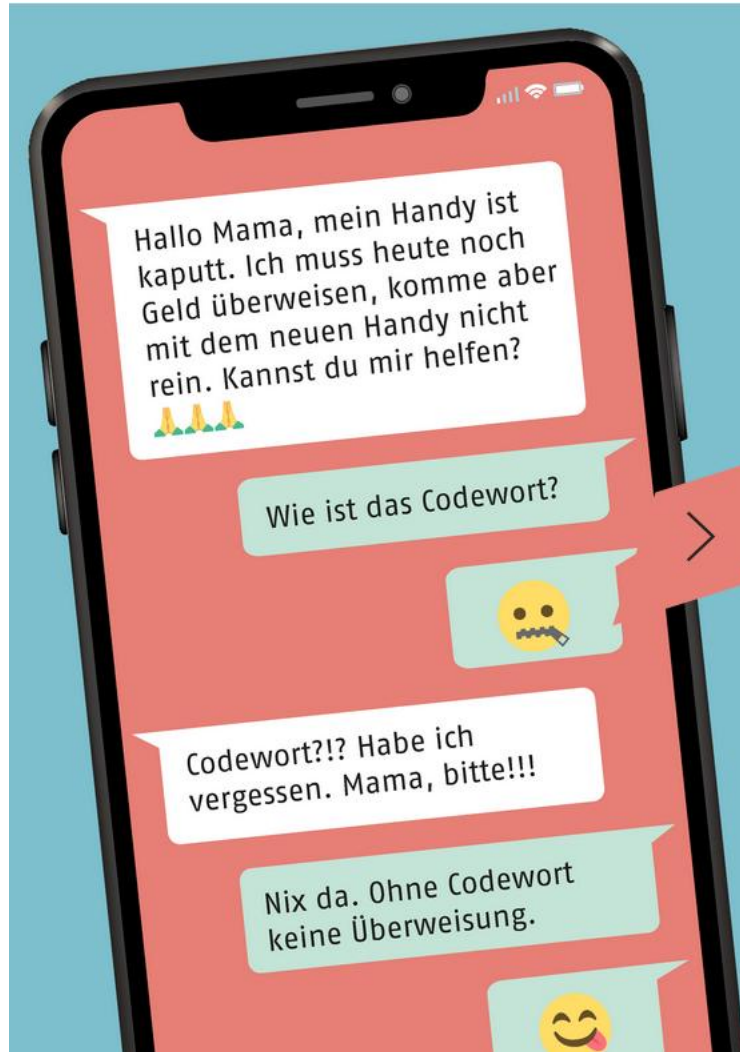 Hallo Mama, mein Handy ist
kaputt. Ich muss heute noch
Geld überweisen, komme aber
mit dem neuen Handy nicht
rein. Kannst du mir helfen?
🙏🙏🙏
Wie ist das Codewort?
🤐
Codewort?!? Habe ich
vergessen. Mama, bitte!!!
Nix da. Ohne Codewort
keine Überweisung.
😋